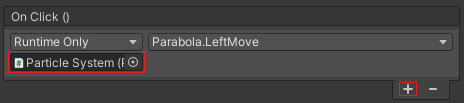 On Click ()
Runtime Only Parabola.LeftMove
Particle System (
+ −